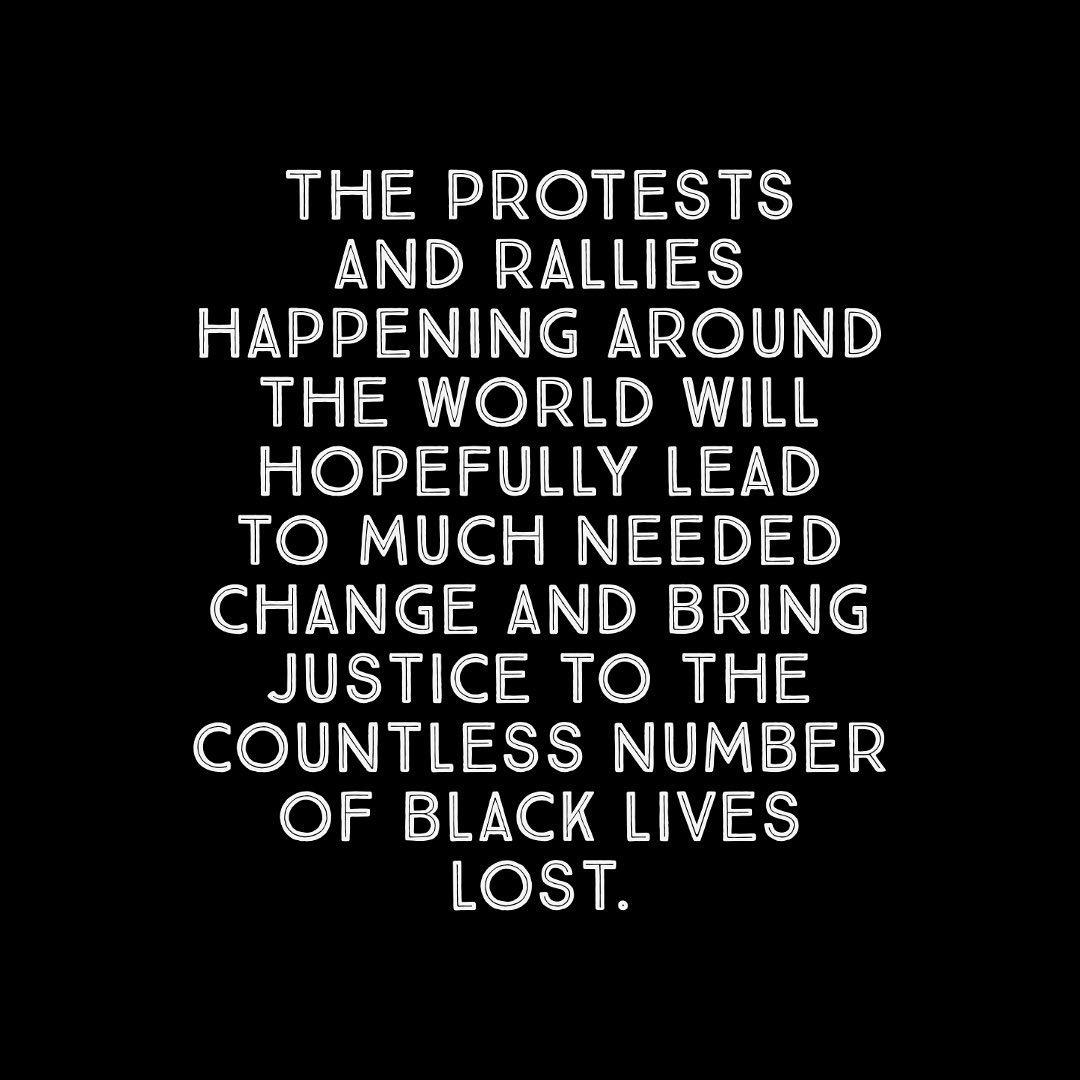 THE PROTESTS
AND RALLIES
HAPPENING AROUND
THE WORLD WILL
HOPEFULLY LEAD
TO MUCH NEEDED
CHANGE AND BRING
JUSTICE TO THE
COUNTLESS NUMBER
OF BLACK LIVES
LOST.